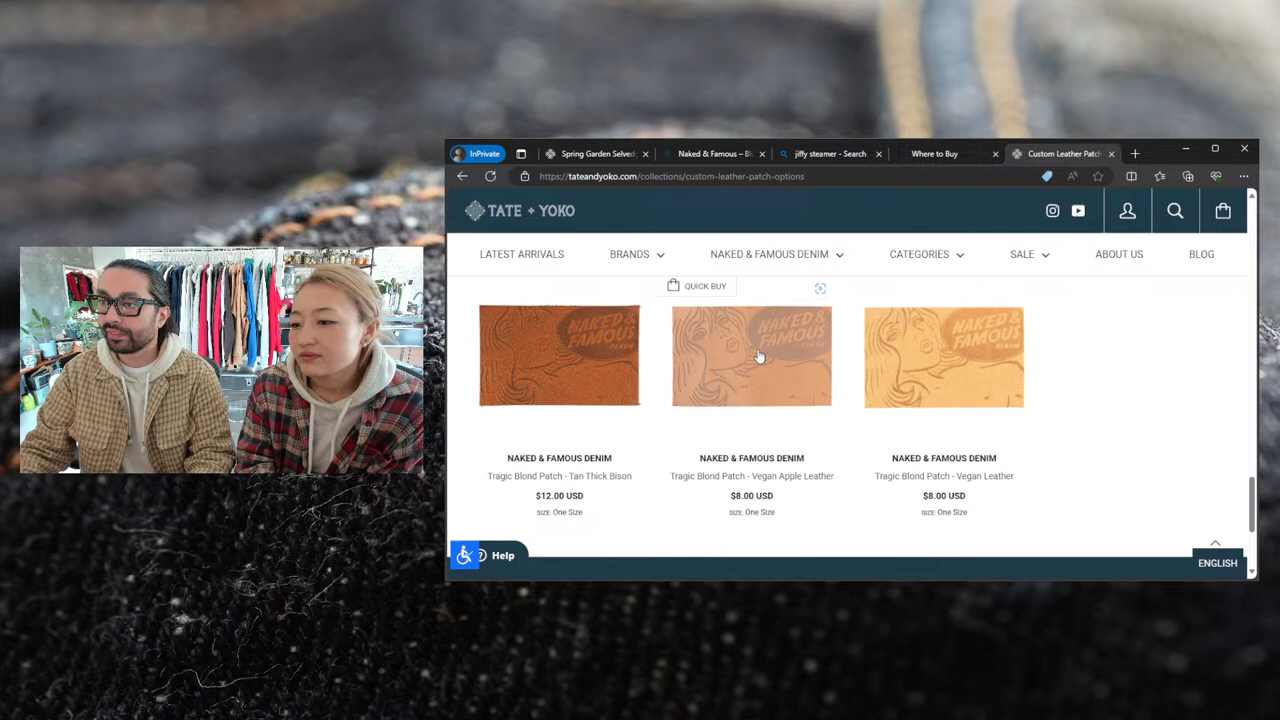 InPrivate
Spring Garden Selved
Naked & Famous – Bl
jiffy steamer - Search
Where to Buy
Custom Leather Patch
https://tateandyoko.com/collections/custom-leather-patch-options
TATE + YOKO
LATEST ARRIVALS
BRANDS
NAKED & FAMOUS DENIM
CATEGORIES
SALE
ABOUT US
BLOG
QUICK BUY
NAKED &
FAMOUS
DENIM
NAKED &
FAMOUS
DENIM
NAKED &
FAMOUS
DENIM
NAKED & FAMOUS DENIM
Tragic Blond Patch - Tan Thick Bison
$12.00 USD
SIZE: One Size
NAKED & FAMOUS DENIM
Tragic Blond Patch - Vegan Apple Leather
$8.00 USD
SIZE: One Size
NAKED & FAMOUS DENIM
Tragic Blond Patch - Vegan Leather
$8.00 USD
SIZE: One Size
Help
ENGLISH